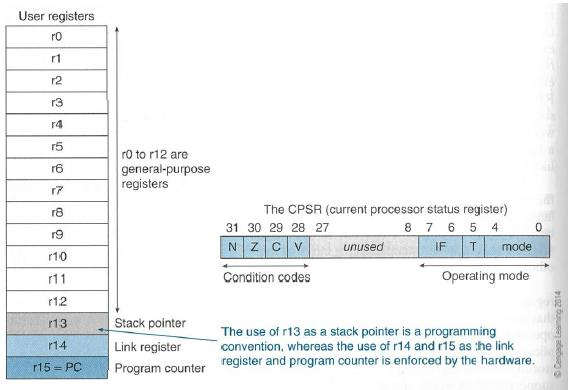 User registers
r0
r1
r2
r3
r4
r5
r6
r7
r8
r9
r10
r11
r12
r13
r14
r15 = PC
r0 to r12 are
general-purpose
registers
Stack pointer
Link register
Program counter
The CPSR (current processor status register)
31 30 29 28 27 8 7 6 5 4 0
N Z C V unused IF T mode
Condition codes Operating mode
The use of r13 as a stack pointer is a programming
convention, whereas the use of r14 and r15 as the link
register and program counter is enforced by the hardware.
© Cengage Learning 2014